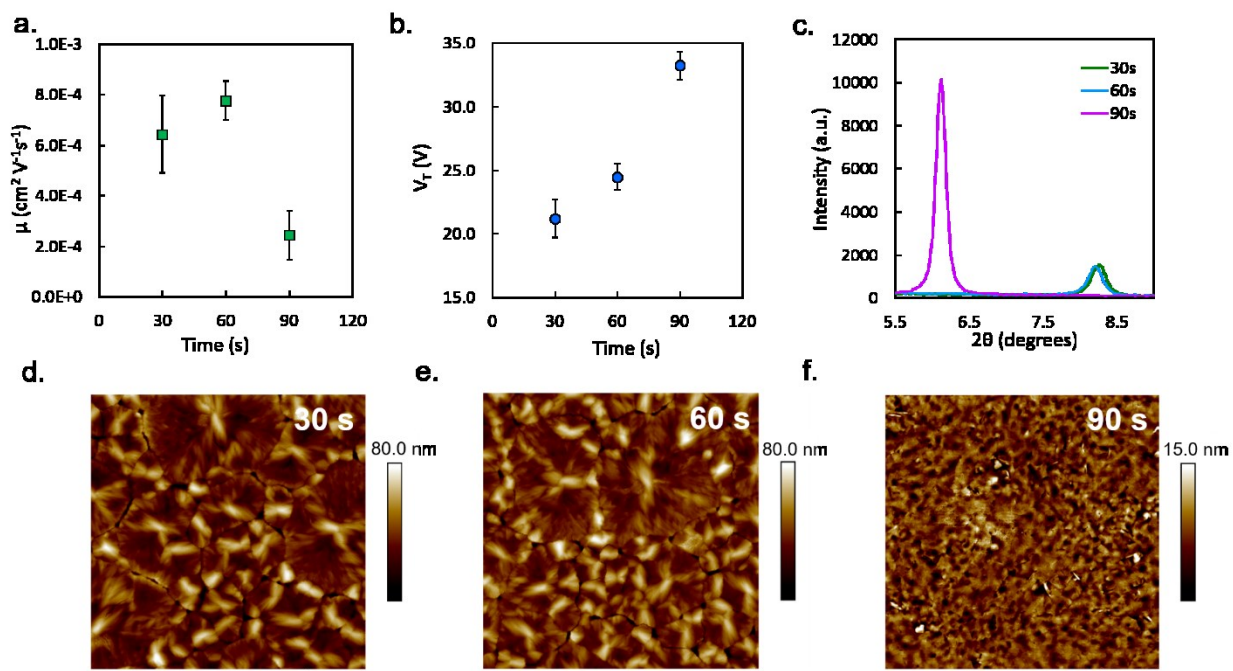 a.
1.0E-3
8.0E-4
6.0E-4
4.0E-4
2.0E-4
0.0E+0
μ (cm² V⁻¹s⁻¹)
0 30 60 90 120
Time (s)
b.
35.0
30.0
25.0
20.0
15.0
V_T (V)
0 30 60 90 120
Time (s)
c.
12000
10000
8000
6000
4000
2000
0
Intensity (a.u.)
30s
60s
90s
5.5 6.5 7.5 8.5
2θ (degrees)
d.
30 s
80.0 nm
e.
60 s
80.0 nm
f.
90 s
15.0 nm